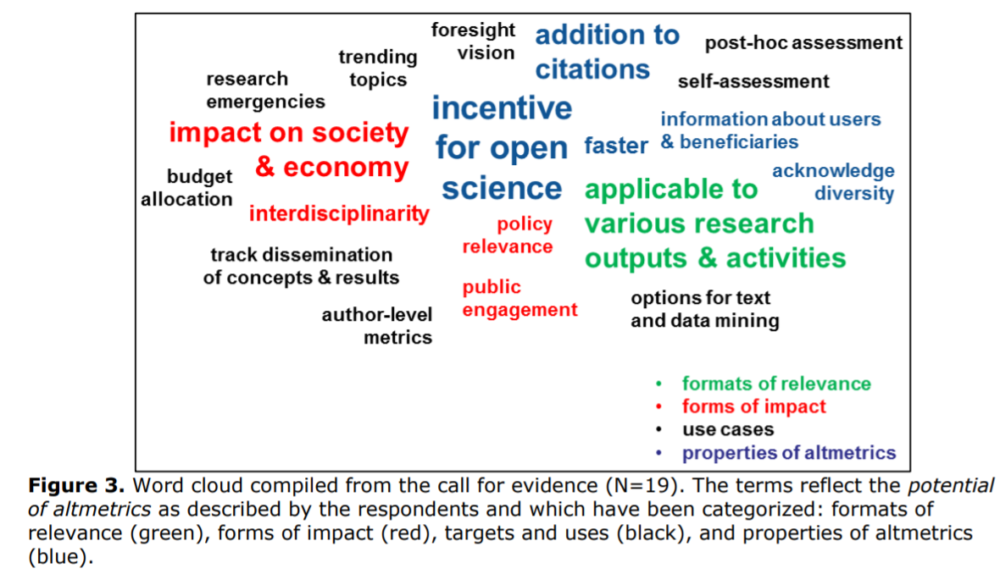 foresight
vision
addition to
citations
post-hoc assessment
trending
topics
self-assessment
research
emergencies
incentive
for open
science
information about users
& beneficiaries
impact on society
& economy
faster
budget
allocation
acknowledge
diversity
applicable to
various research
outputs & activities
interdisciplinarity
policy
relevance
track dissemination
of concepts & results
public
engagement
options for text
and data mining
author-level
metrics
• formats of relevance
• forms of impact
• use cases
• properties of altmetrics
Figure 3. Word cloud compiled from the call for evidence (N=19). The terms reflect the potential
of altmetrics as described by the respondents and which have been categorized: formats of
relevance (green), forms of impact (red), targets and uses (black), and properties of altmetrics
(blue).